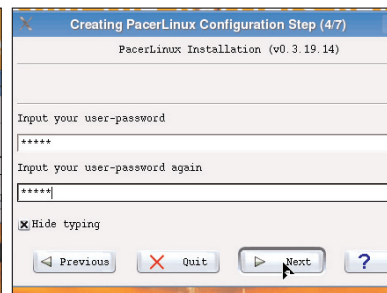 Creating PacerLinux Configuration Step (4/7)
PacerLinux Installation (v0.3.19.14)
Input your user-password
*****
Input your user-password again
*****
Hide typing
Previous Quit Next ?